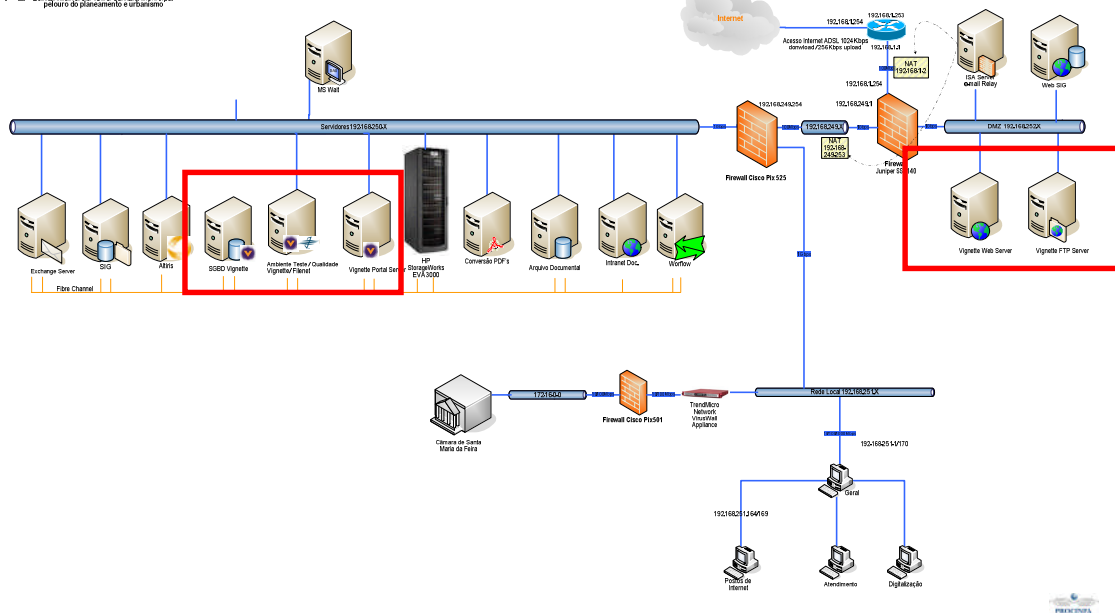 pelouro do planeamento e urbanismo
Internet
192,168/1,254
192,168/1,253
Acesso Internet ADSL 1024Kbps
donwload/256Kbps upload
192,168,1,1
NAT
192-168/1-2
192,168/1,254
ISA Server
e-mail Relay
Web SIG
MS Wall
Servidores192-168-250-X
192,168,249,254
192,168,249,X
192,168,249,1
NAT
192-168-
249-253
DMZ 192,168,252,X
Firewall Cisco Pix 525
Juniper
Exchange Server
SIG
Altiris
SGBD Vignette
Ambiente Teste / Qualidade
Vignette/ Filenet
Vignette Portal Server
HP
StorageWorks
EVA3000
Conversão PDF's
Arquivo Documental
Intranet Doc.
Worflow
Vignette Web Server
Vignette FTP Server
Fibre Channel
172-16-0-0
Rede Local 192,168,251,X
Firewall Cisco Pix501
TrendMicro
Network
VirusWall
Appliance
Câmara de Santa
Maria da Feira
192-168-251-1/170
Geral
192,168,251,164/169
Postos de
Internet
Atendimento
Digitalização